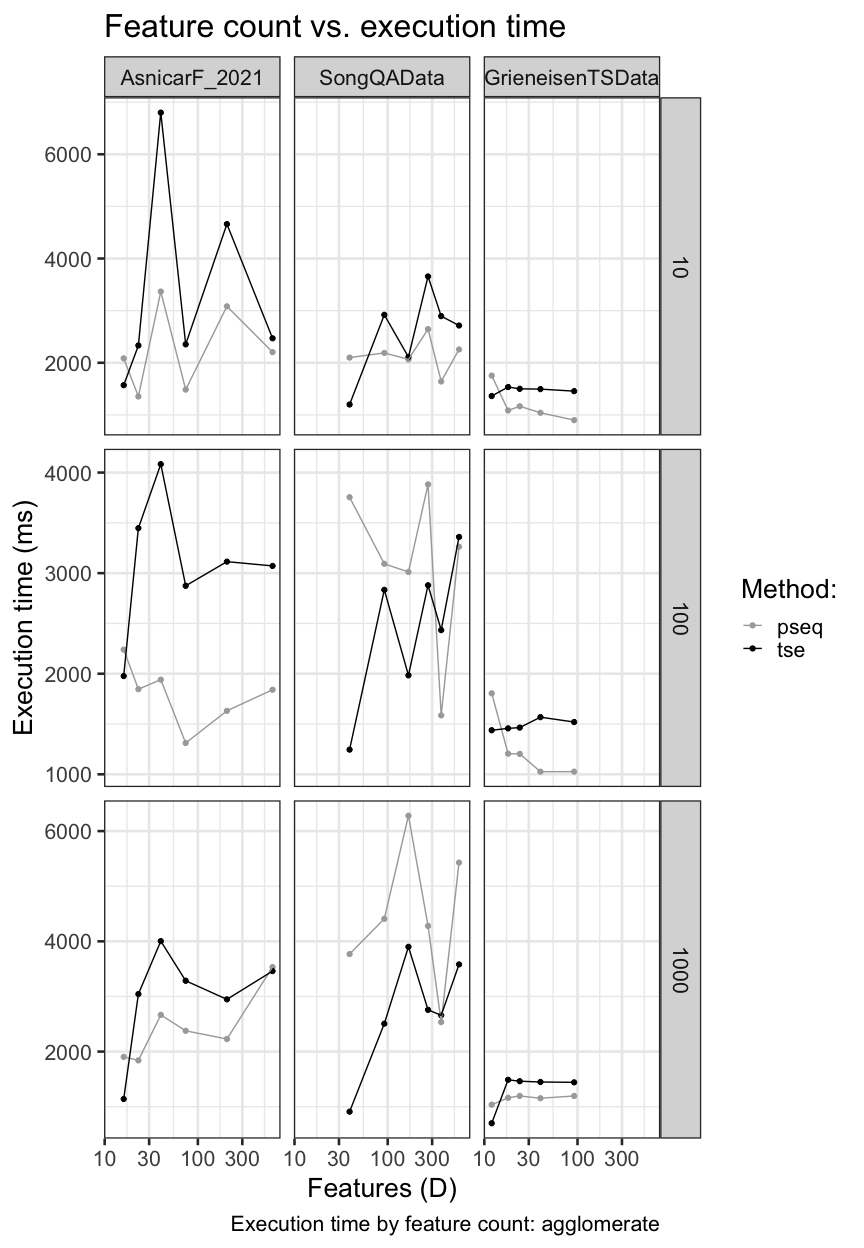 Feature count vs. execution time
AsnicarF_2021
SongQAData
GrieneisenTSData
6000
4000
2000
10
4000
3000
2000
1000
100
6000
4000
2000
1000
Execution time (ms)
10 30 100 300
10 30 100 300
10 30 100 300
Features (D)
Method:
pseq
tse
Execution time by feature count: agglomerate